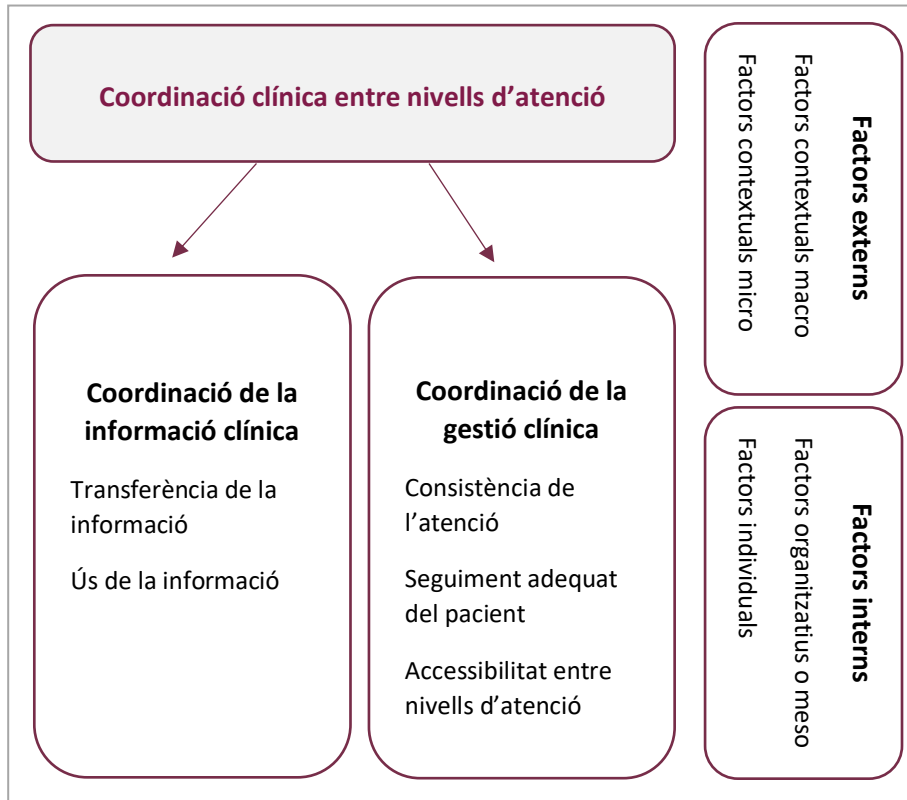 Coordinació clínica entre nivells d'atenció
Coordinació de la
informació clínica
Transferència de la
informació
Ús de la informació
Coordinació de la
gestió clínica
Consistència de
l'atenció
Seguiment adequat
del pacient
Accessibilitat entre
nivells d'atenció
Factors externs
Factors contextuals macro
Factors contextuals micro
Factors interns
Factors organitzatius o meso
Factors individuals